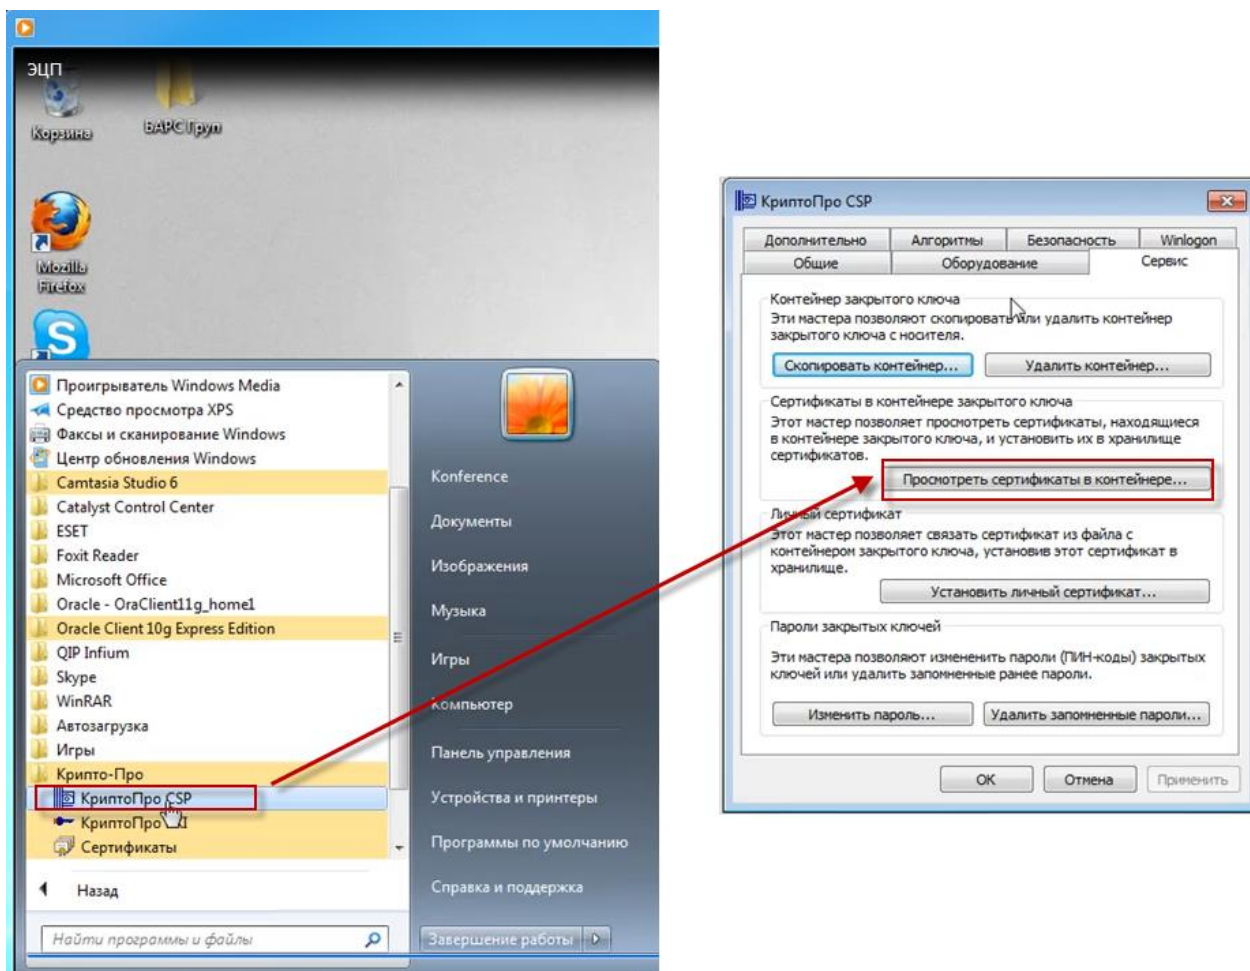 ЭЦП
Корзина
БАРС Груп
Mozilla
Firefox
Проигрыватель Windows Media
Средство просмотра XPS
Факсы и сканирование Windows
Центр обновления Windows
Camtasia Studio 6
Catalyst Control Center
ESET
Foxit Reader
Microsoft Office
Oracle - OraClient11g_home1
Oracle Client 10g Express Edition
QIP Infium
Skype
WinRAR
Автозагрузка
Игры
Крипто-Про
КриптоПро CSP
КриптоПро
Сертификаты
Назад
Найти программы и файлы
Konference
Документы
Изображения
Музыка
Игры
Компьютер
Панель управления
Устройства и принтеры
Программы по умолчанию
Справка и поддержка
Завершение работы
КриптоПро CSP
Дополнительно Алгоритмы Безопасность Winlogon
Общие Оборудование Сервис
Контейнер закрытого ключа
Эти мастера позволяют скопировать или удалить контейнер
закрытого ключа с носителя.
Скопировать контейнер... Удалить контейнер...
Сертификаты в контейнере закрытого ключа
Этот мастер позволяет просмотреть сертификаты, находящиеся
в контейнере закрытого ключа, и установить их в хранилище
сертификатов.
Просмотреть сертификаты в контейнере...
Личный сертификат
Этот мастер позволяет связать сертификат из файла с
контейнером закрытого ключа, установив этот сертификат в
хранилище.
Установить личный сертификат...
Пароли закрытых ключей
Эти мастера позволяют измененить пароли (ПИН-коды) закрытых
ключей или удалить запомненные ранее пароли.
Изменить пароль... Удалить запомненные пароли...
ОК Отмена Применить